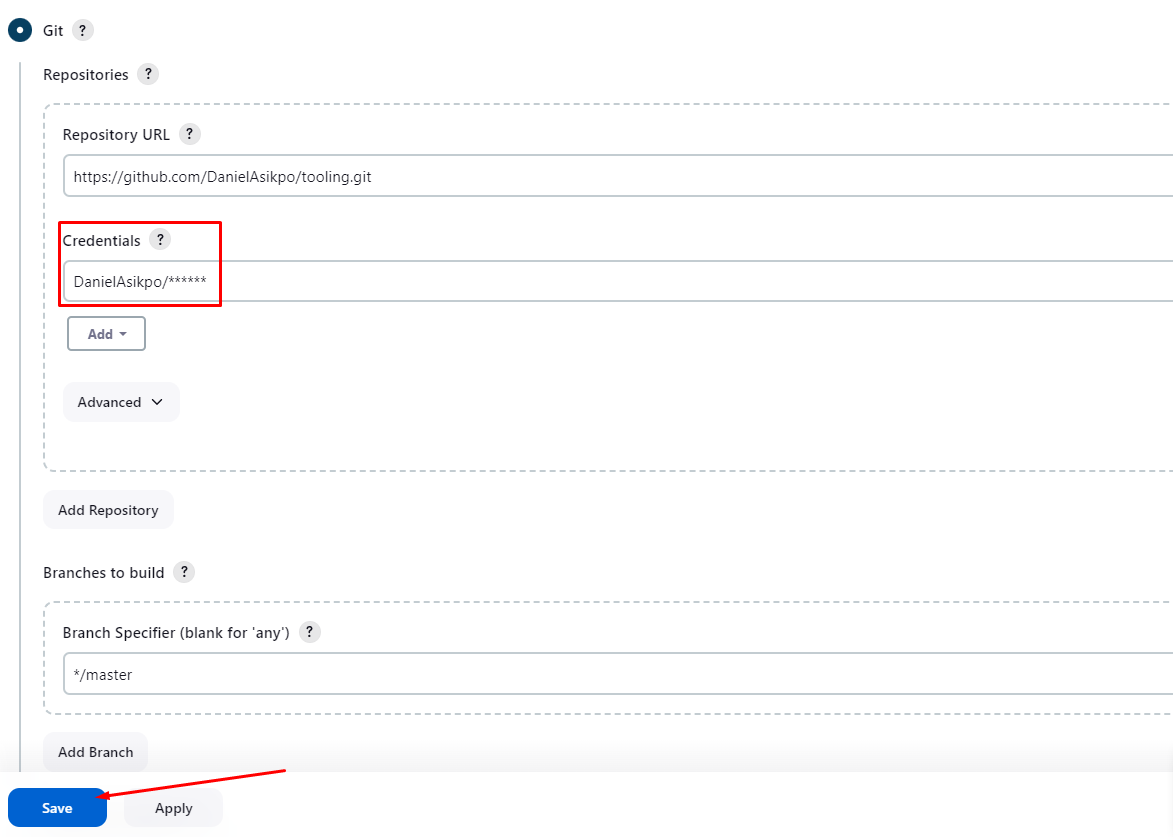 Git ?
Repositories ?
Repository URL ?
https://github.com/DanielAsikpo/tooling.git
Credentials ?
DanielAsikpo/******
Add
Advanced
Add Repository
Branches to build ?
Branch Specifier (blank for 'any') ?
*/master
Add Branch
Save Apply